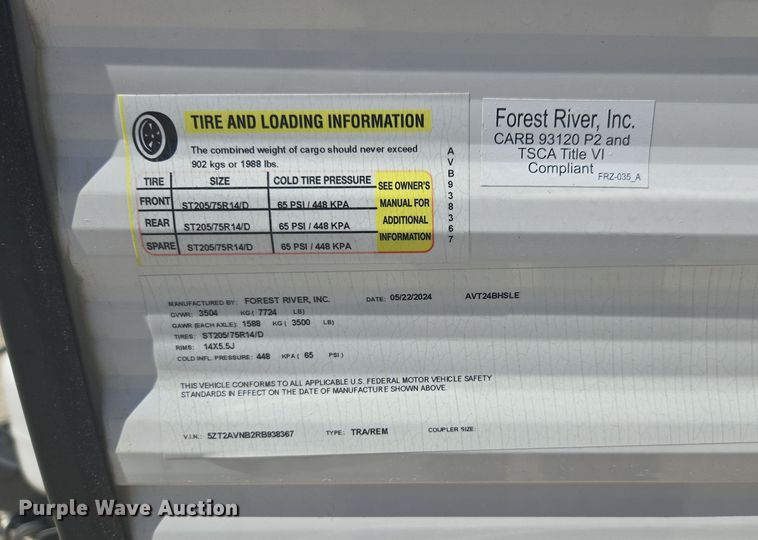 TIRE AND LOADING INFORMATION
The combined weight of cargo should never exceed
902 kgs or 1988 lbs.
TIRE SIZE COLD TIRE PRESSURE
FRONT ST205/75R14/D 65 PSI / 448 KPA
REAR ST205/75R14/D 65 PSI / 448 KPA
SPARE ST205/75R14/D 65 PSI / 448 KPA
SEE OWNER'S
MANUAL FOR
ADDITIONAL
INFORMATION
AVB938367
Forest River, Inc.
CARB 93120 P2 and
TSCA Title VI
Compliant
FRZ-035_A
MANUFACTURED BY: FOREST RIVER, INC. DATE: 05/22/2024 AVT24BHSLE
GVWR: 3504 KG ( 7724 LB)
GAWR (EACH AXLE): 1588 KG ( 3500 LB)
TIRES: ST205/75R14/D
RIMS: 14X5.5J
COLD INFL. PRESSURE: 448 KPA ( 65 PSI)
THIS VEHICLE CONFORMS TO ALL APPLICABLE U.S. FEDERAL MOTOR VEHICLE SAFETY
STANDARDS IN EFFECT ON THE DATE OF MANUFACTURE SHOWN ABOVE.
V.I.N.: 5ZT2AVNB2RB938367 TYPE: TRA/REM COUPLER SIZE:
Purple Wave Auction